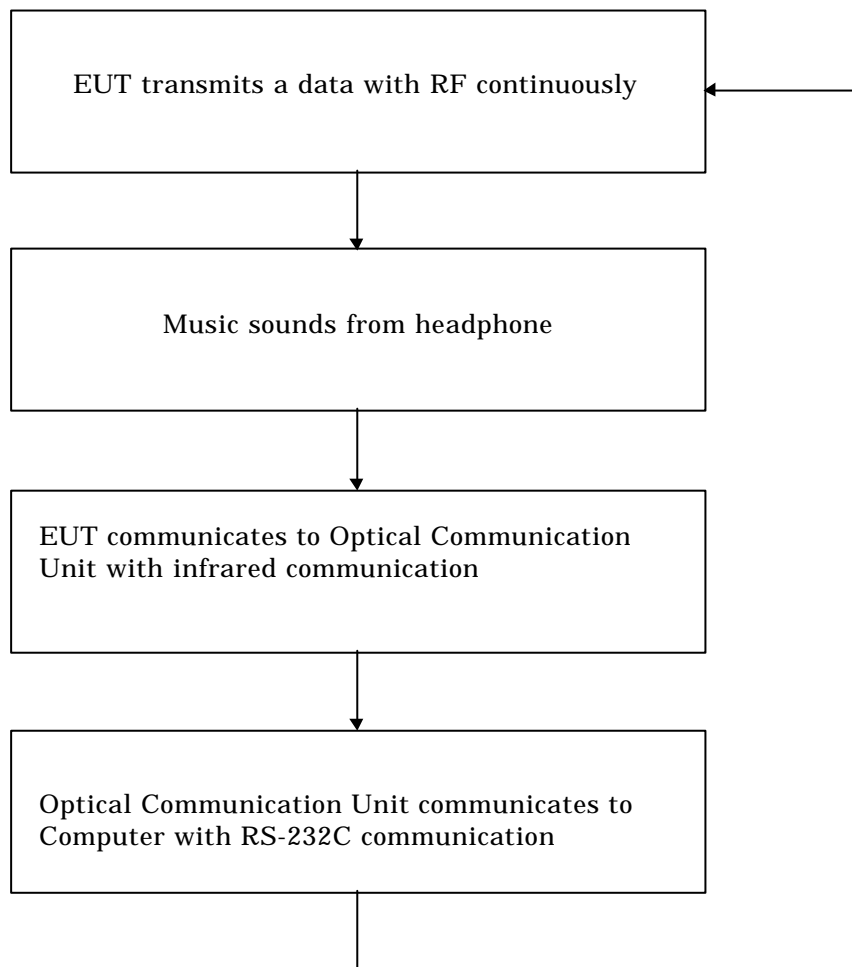 EUT transmits a data with RF continuously
Music sounds from headphone
EUT communicates to Optical Communication
Unit with infrared communication
Optical Communication Unit communicates to
Computer with RS-232C communication